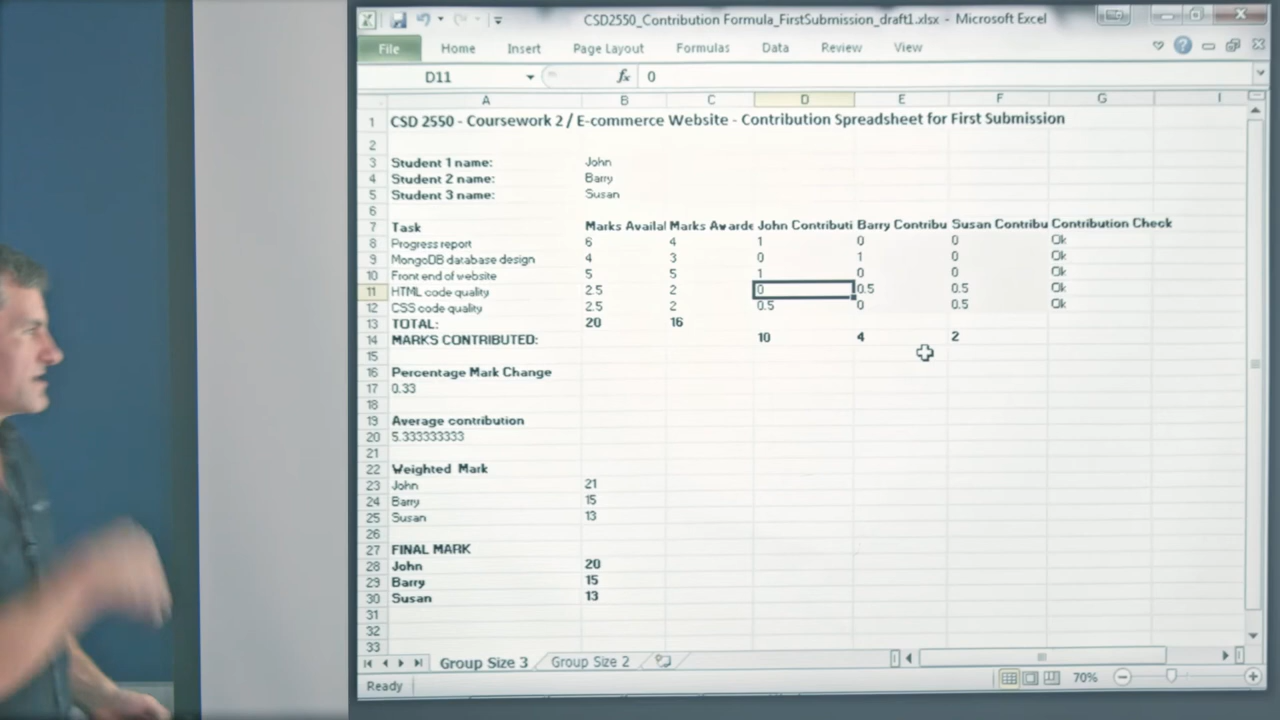 CSD2550_Contribution Formula_FirstSubmission_draft1.xlsx - Microsoft Excel
File Home Insert Page Layout Formulas Data Review View
D11 fx 0
A B C D E F G I
1 CSD 2550 - Coursework 2 / E-commerce Website - Contribution Spreadsheet for First Submission
2
3 Student 1 name: John
4 Student 2 name: Barry
5 Student 3 name: Susan
6
7 Task Marks Availal Marks Awarde John Contributi Barry Contribu Susan Contribu Contribution Check
8 Progress report 6 4 1 0 0 Ok
9 MongoDB database design 4 3 0 1 0 Ok
10 Front end of website 5 5 1 0 0 Ok
11 HTML code quality 2.5 2 0 0.5 0.5 Ok
12 CSS code quality 2.5 2 0.5 0 0.5 Ok
13 TOTAL: 20 16
14 MARKS CONTRIBUTED: 10 4 2
15
16 Percentage Mark Change
17 0.33
18
19 Average contribution
20 5.333333333
21
22 Weighted Mark
23 John 21
24 Barry 15
25 Susan 13
26
27 FINAL MARK
28 John 20
29 Barry 15
30 Susan 13
31
32
33
Group Size 3 Group Size 2
Ready 70%